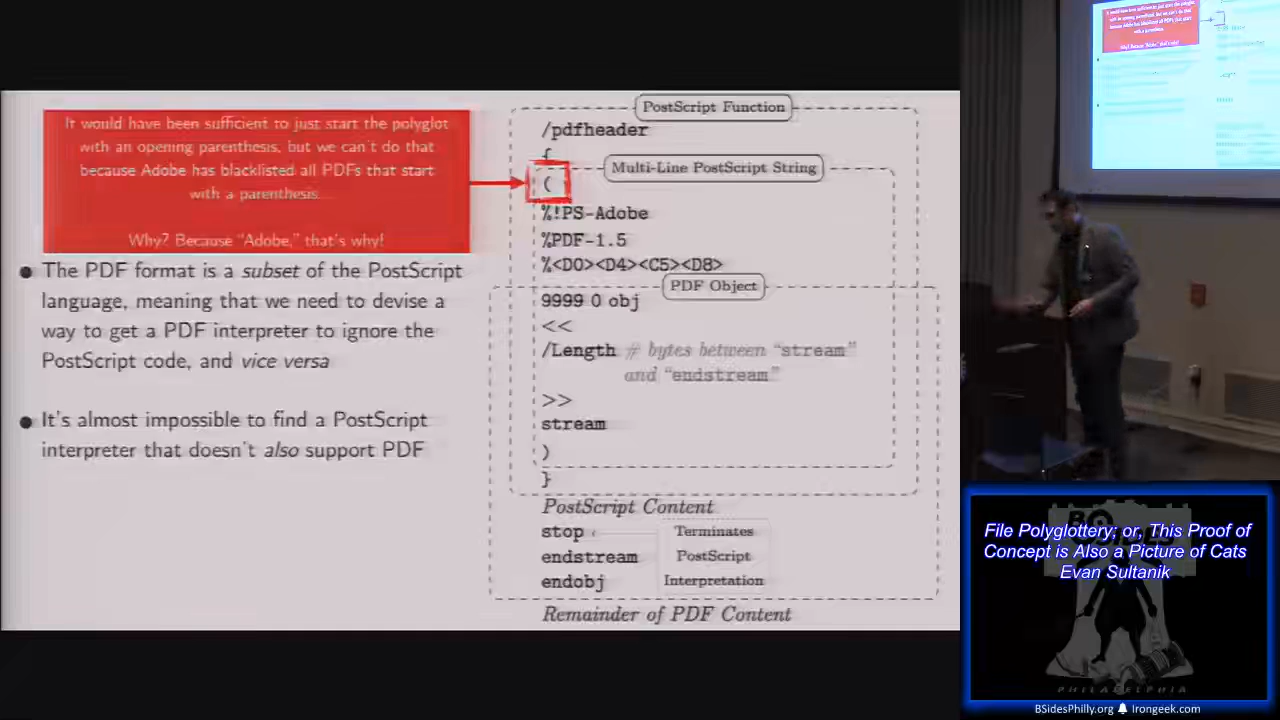 It would have been sufficient to just start the polyglot
with an opening parenthesis, but we can't do that
because Adobe has blacklisted all PDFs that start
with a parenthesis.
Why? Because “Adobe,” that's why!
● The PDF format is a subset of the PostScript
language, meaning that we need to devise a
way to get a PDF interpreter to ignore the
PostScript code, and vice versa
● It's almost impossible to find a PostScript
interpreter that doesn't also support PDF
PostScript Function
/pdfheader
{
Multi-Line PostScript String
(
%!PS-Adobe
%PDF-1.5
%<D0><D4><C5><D8>
PDF Object
9999 0 obj
<<
/Length # bytes between “stream”
and “endstream”
>>
stream
)
}
PostScript Content
stop
Terminates
endstream
PostScript
endobj
Interpretation
Remainder of PDF Content
File Polyglottery; or, This Proof of
Concept is Also a Picture of Cats
Evan Sultanik
PHILADELPHIA
BSidesPhilly.org Irongeek.com